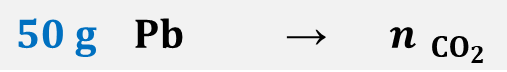 50 g Pb → n CO₂